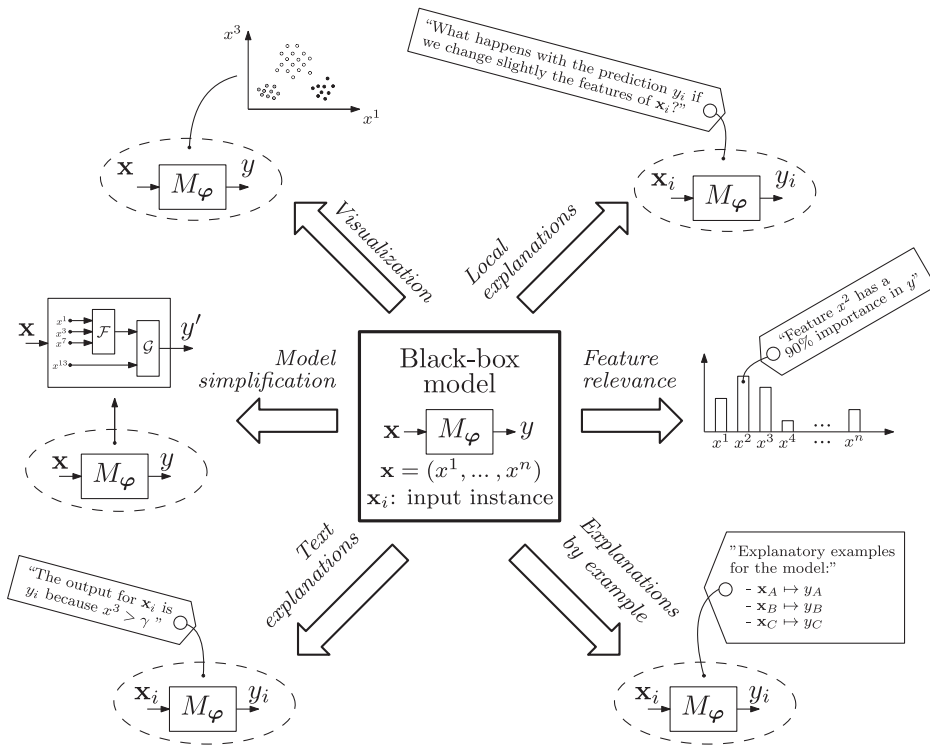 x³
x¹
x
M_φ
y
Visualization
“What happens with the prediction y_i if
we change slightly the features of x_i?”
x_i
M_φ
y_i
Local
explanations
x
x¹
x³
x⁷
x¹³
F
G
y′
Model
simplification
x
M_φ
y
Black-box
model
x
M_φ
y
x = (x¹, ... , xⁿ)
x_i: input instance
Feature
relevance
“Feature x² has a
90% importance in y”
x¹ x² x³ x⁴ ... xⁿ
...
Text
explanations
“The output for x_i is
y_i because x³ > γ ”
x_i
M_φ
y_i
Explanations
by example
”Explanatory examples
for the model:”
- x_A ↦ y_A
- x_B ↦ y_B
- x_C ↦ y_C
x_i
M_φ
y_i